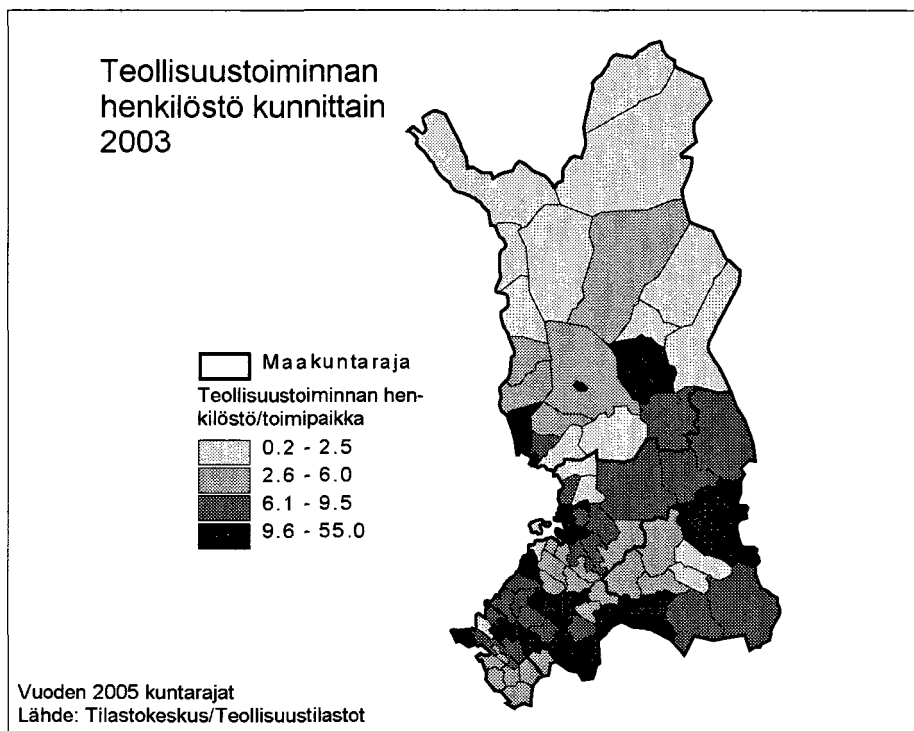 Teollisuustoiminnan
henkilöstö kunnittain
2003
Maakuntaraja
Teollisuustoiminnan hen-
kilöstö/toimipaikka
0.2 - 2.5
2.6 - 6.0
6.1 - 9.5
9.6 - 55.0
Vuoden 2005 kuntarajat
Lähde: Tilastokeskus/Teollisuustilastot